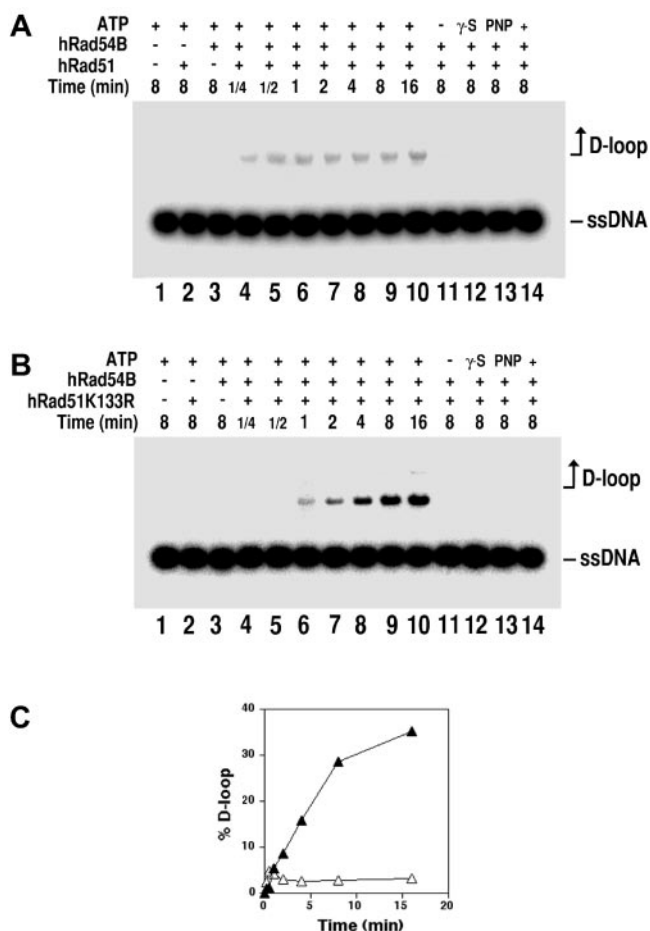 A
ATP + + + + + + + + + + - γ-S PNP +
hRad54B - - + + + + + + + + + + + +
hRad51 - + - + + + + + + + + + + +
Time (min) 8 8 8 1/4 1/2 1 2 4 8 16 8 8 8 8
D-loop
ssDNA
1 2 3 4 5 6 7 8 9 10 11 12 13 14
B
ATP + + + + + + + + + + - γ-S PNP +
hRad54B - - + + + + + + + + + + + +
hRad51K133R - + - + + + + + + + + + + +
Time (min) 8 8 8 1/4 1/2 1 2 4 8 16 8 8 8 8
D-loop
ssDNA
1 2 3 4 5 6 7 8 9 10 11 12 13 14
C
% D-loop
40
30
20
10
0
0 5 10 15 20
Time (min)